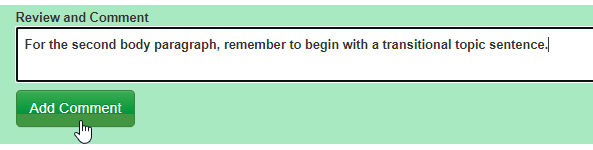 Review and Comment
For the second body paragraph, remember to begin with a transitional topic sentence.
Add Comment